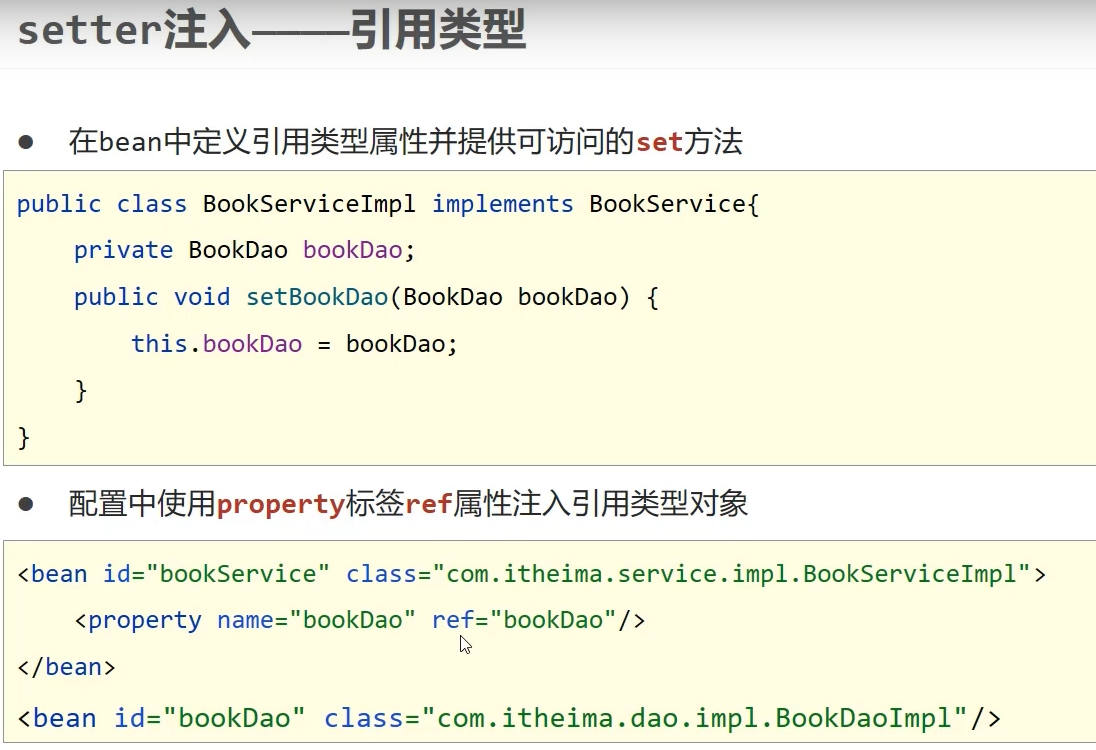 setter注入————引用类型
● 在bean中定义引用类型属性并提供可访问的set方法
public class BookServiceImpl implements BookService{
    private BookDao bookDao;
    public void setBookDao(BookDao bookDao) {
        this.bookDao = bookDao;
    }
}
● 配置中使用property标签ref属性注入引用类型对象
<bean id="bookService" class="com.itheima.service.impl.BookServiceImpl">
    <property name="bookDao" ref="bookDao"/>
</bean>
<bean id="bookDao" class="com.itheima.dao.impl.BookDaoImpl"/>